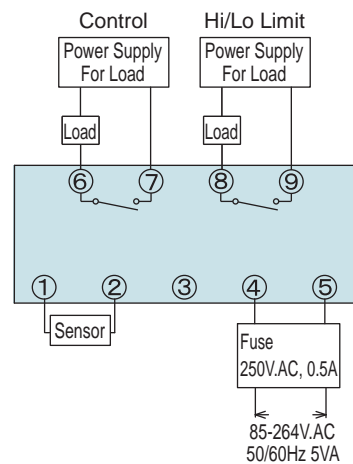 Control Hi/Lo Limit
Power Supply For Load Power Supply For Load
Load Load
⑥ ⑦ ⑧ ⑨
① ② ③ ④ ⑤
Sensor
Fuse
250V.AC, 0.5A
85-264V.AC
50/60Hz 5VA